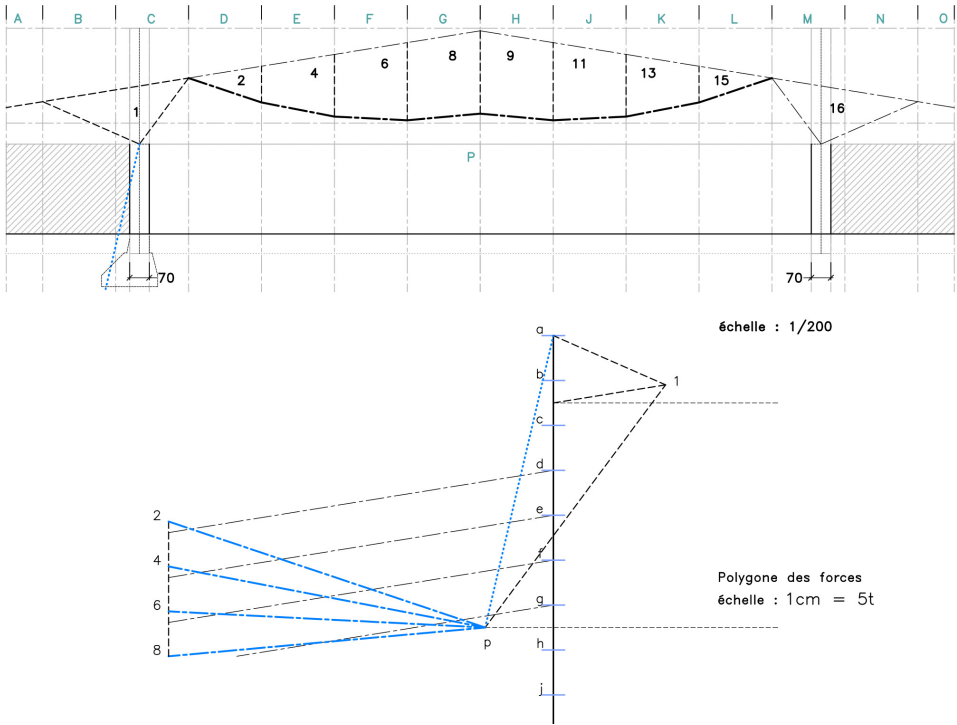 A B C D E F G H J K L M N O
1 2 4 6 8 9 11 13 15 16
P
70 70
a
échelle : 1/200
b
1
c
d
2
e
4
f
Polygone des forces
6
g
échelle : 1cm = 5t
8
p
h
j